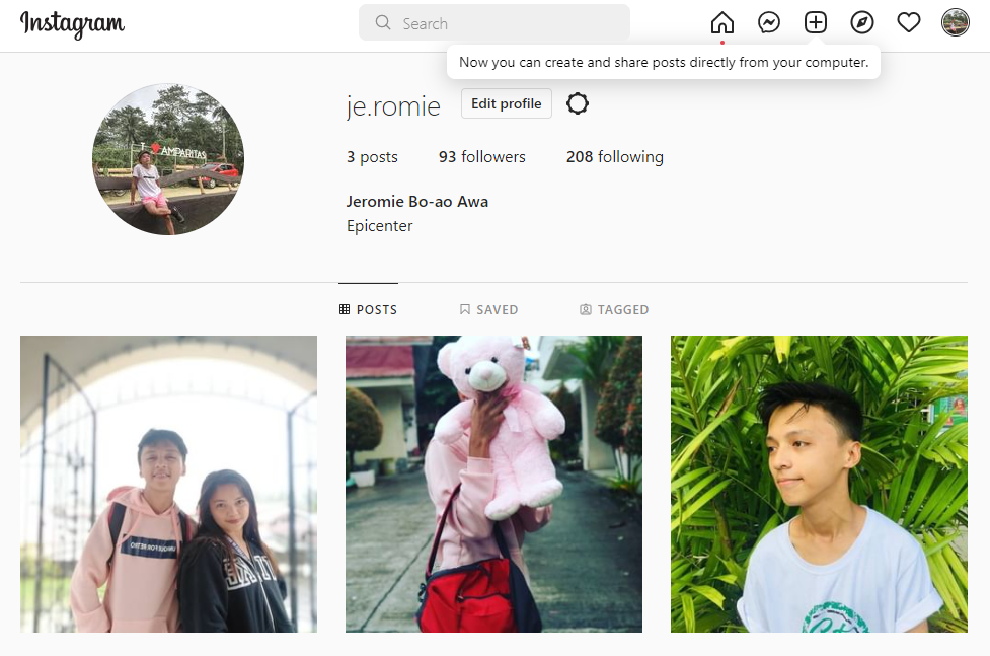 Instagram
Search
Now you can create and share posts directly from your computer.
je.romie
Edit profile
3 posts
93 followers
208 following
Jeromie Bo-ao Awa
Epicenter
I
AMPARITAS
POSTS
SAVED
TAGGED